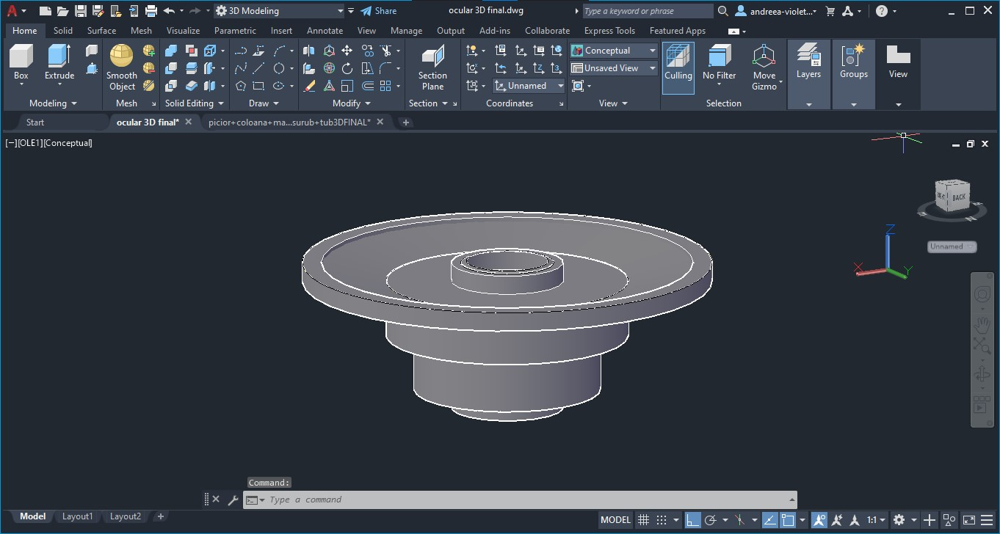 3D Modeling
Share
ocular 3D final.dwg
Type a keyword or phrase
andreea-violet...
Home Solid Surface Mesh Visualize Parametric Insert Annotate View Manage Output Add-ins Collaborate Express Tools Featured Apps
Box
Extrude
Smooth
Object
Section
Plane
Conceptual
Unsaved View
Unnamed
Culling
No Filter
Move
Gizmo
Layers
Groups
View
Modeling Mesh Solid Editing Draw Modify Section Coordinates View Selection
Start
ocular 3D final*
picior+coloana+ma...surub+tub3DFINAL*
[−][OLE1][Conceptual]
BACK
N
Z
X
Y
Unnamed
Command:
Type a command
Model Layout1 Layout2
MODEL
1:1